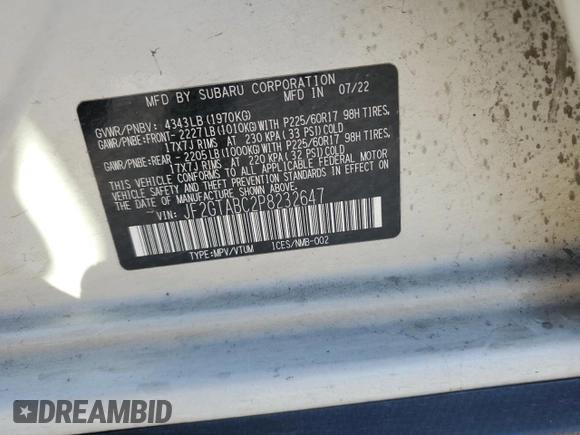 MFD BY SUBARU CORPORATION
MFD IN 07/22
GVWR/PNBV: 4343LB(1970KG)
GAWR/PNBE:FRONT- 2227LB(1010KG)WITH P225/60R17 98H TIRES,
17X7J RIMS AT 230 KPA(33 PSI)COLD
GAWR/PNBE:REAR - 2205LB(1000KG)WITH P225/60R17 98H TIRES,
17X7J RIMS AT 220 KPA(32 PSI)COLD
THIS VEHICLE CONFORMS TO ALL APPLICABLE FEDERAL MOTOR
VEHICLE SAFETY STANDARDS IN EFFECT ON THE DATE OF
MANUFACTURE SHOWN ABOVE.
VIN: JF2GTABC2P8232647
TYPE:MPV/VTUM 1CES/NMB-002
DREAMBID